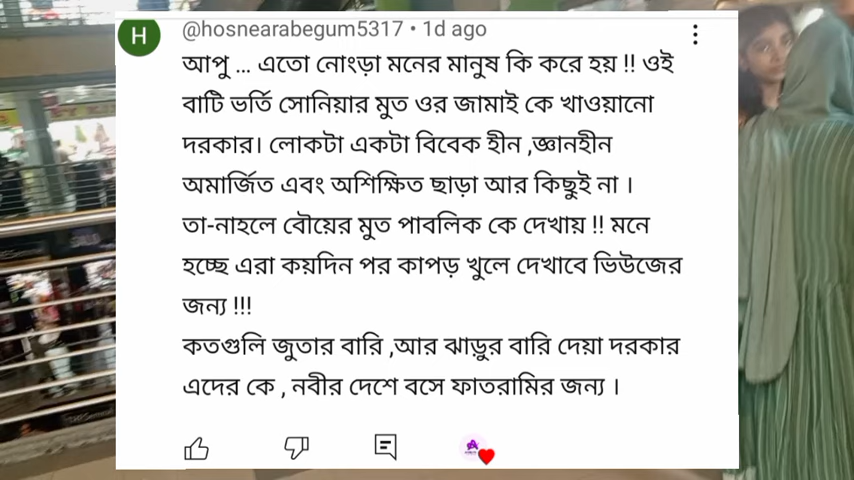 H
@hosnearabegum5317 • 1d ago
আপু ... এতো নোংড়া মনের মানুষ কি করে হয় !! ওই
বাটি ভর্তি সোনিয়ার মুত ওর জামাই কে খাওয়ানো
দরকার। লোকটা একটা বিবেক হীন ,জ্ঞানহীন
অমার্জিত এবং অশিক্ষিত ছাড়া আর কিছুই না ।
তা-নাহলে বৌয়ের মুত পাবলিক কে দেখায় !! মনে
হচ্ছে এরা কয়দিন পর কাপড় খুলে দেখাবে ভিউজের
জন্য !!!
কতগুলি জুতার বারি ,আর ঝাড়ুর বারি দেয়া দরকার
এদের কে , নবীর দেশে বসে ফাতরামির জন্য ।